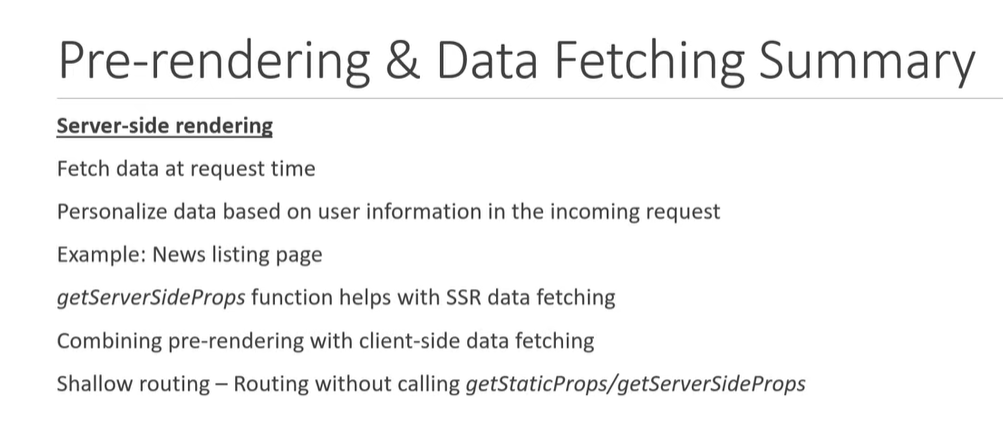 Pre-rendering & Data Fetching Summary
Server-side rendering
Fetch data at request time
Personalize data based on user information in the incoming request
Example: News listing page
getServerSideProps function helps with SSR data fetching
Combining pre-rendering with client-side data fetching
Shallow routing – Routing without calling getStaticProps/getServerSideProps